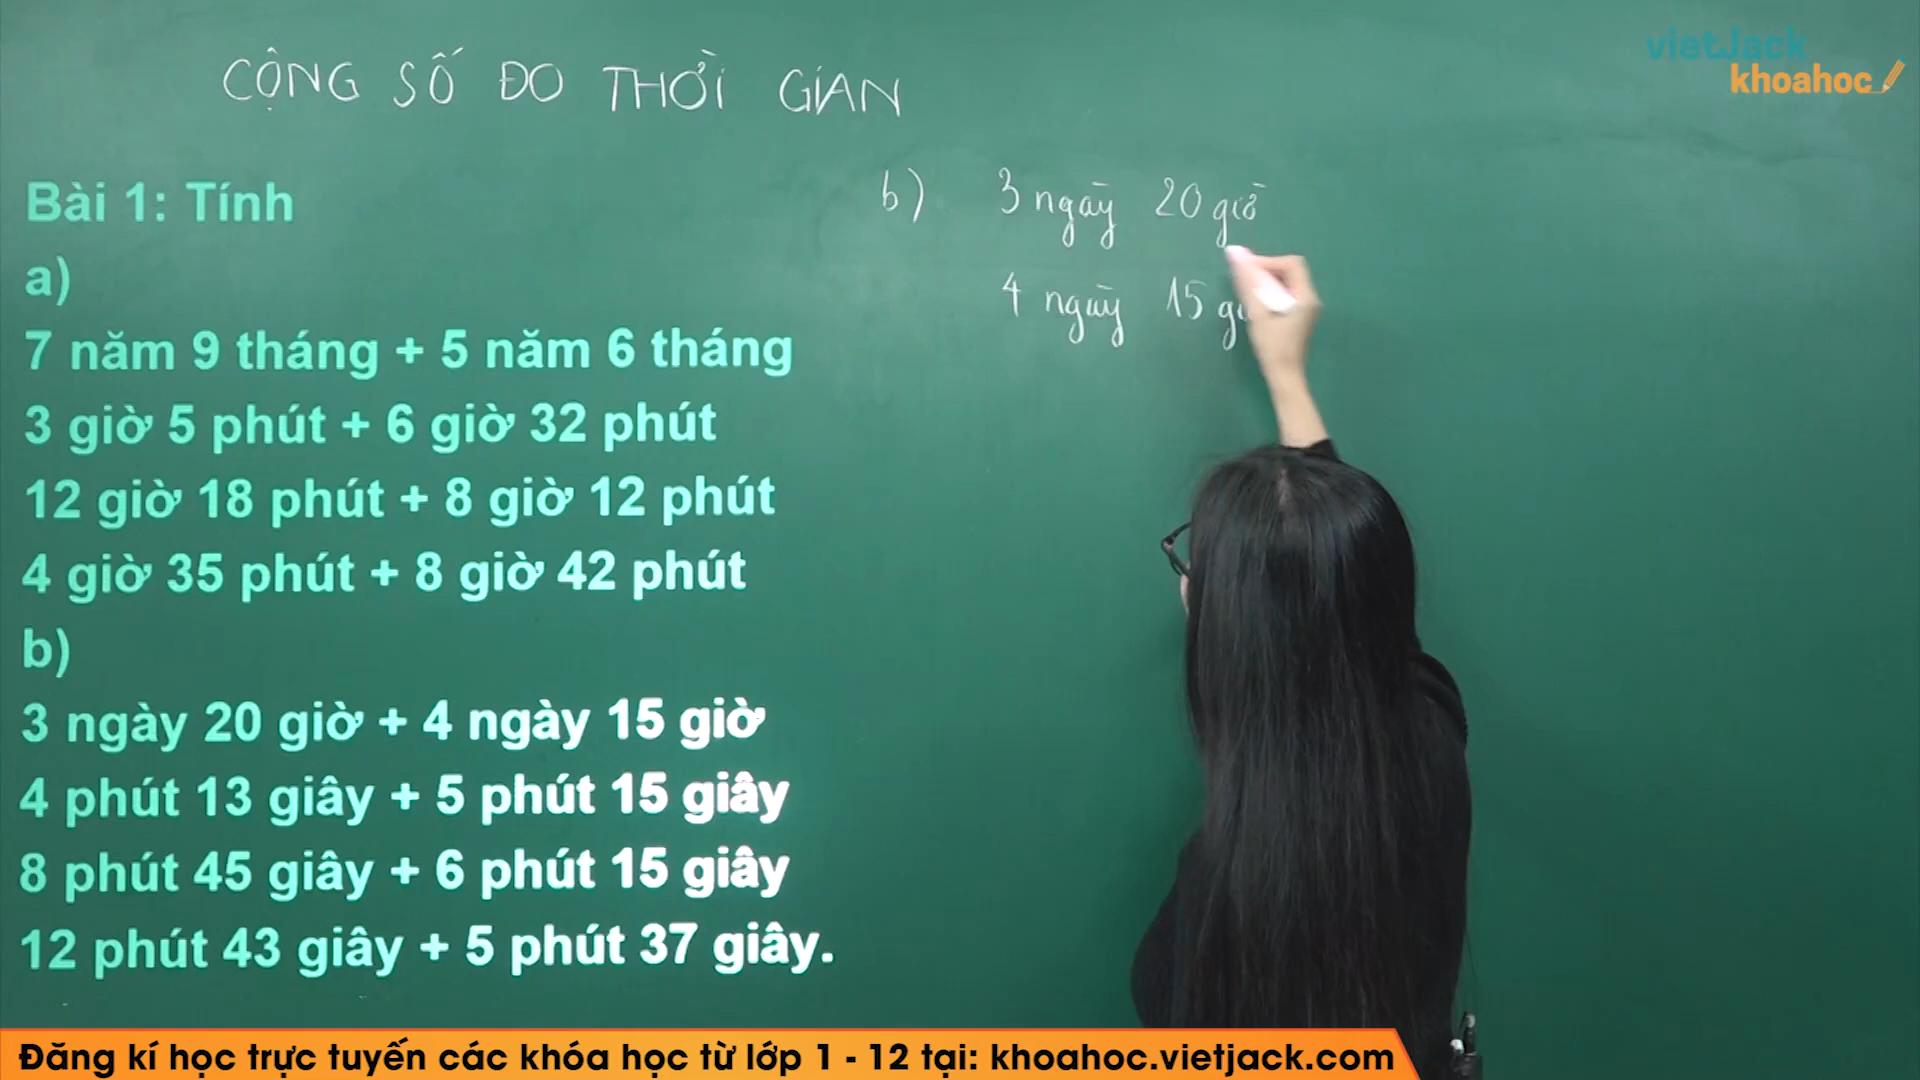 CỘNG SỐ ĐO THỜI GIAN
vietJack
khoahoc
Bài 1: Tính
a)
7 năm 9 tháng + 5 năm 6 tháng
3 giờ 5 phút + 6 giờ 32 phút
12 giờ 18 phút + 8 giờ 12 phút
4 giờ 35 phút + 8 giờ 42 phút
b)
3 ngày 20 giờ + 4 ngày 15 giờ
4 phút 13 giây + 5 phút 15 giây
8 phút 45 giây + 6 phút 15 giây
12 phút 43 giây + 5 phút 37 giây.
b) 3 ngày 20 giờ
4 ngày 15
Đăng kí học trực tuyến các khóa học từ lớp 1 - 12 tại: khoahoc.vietjack.com